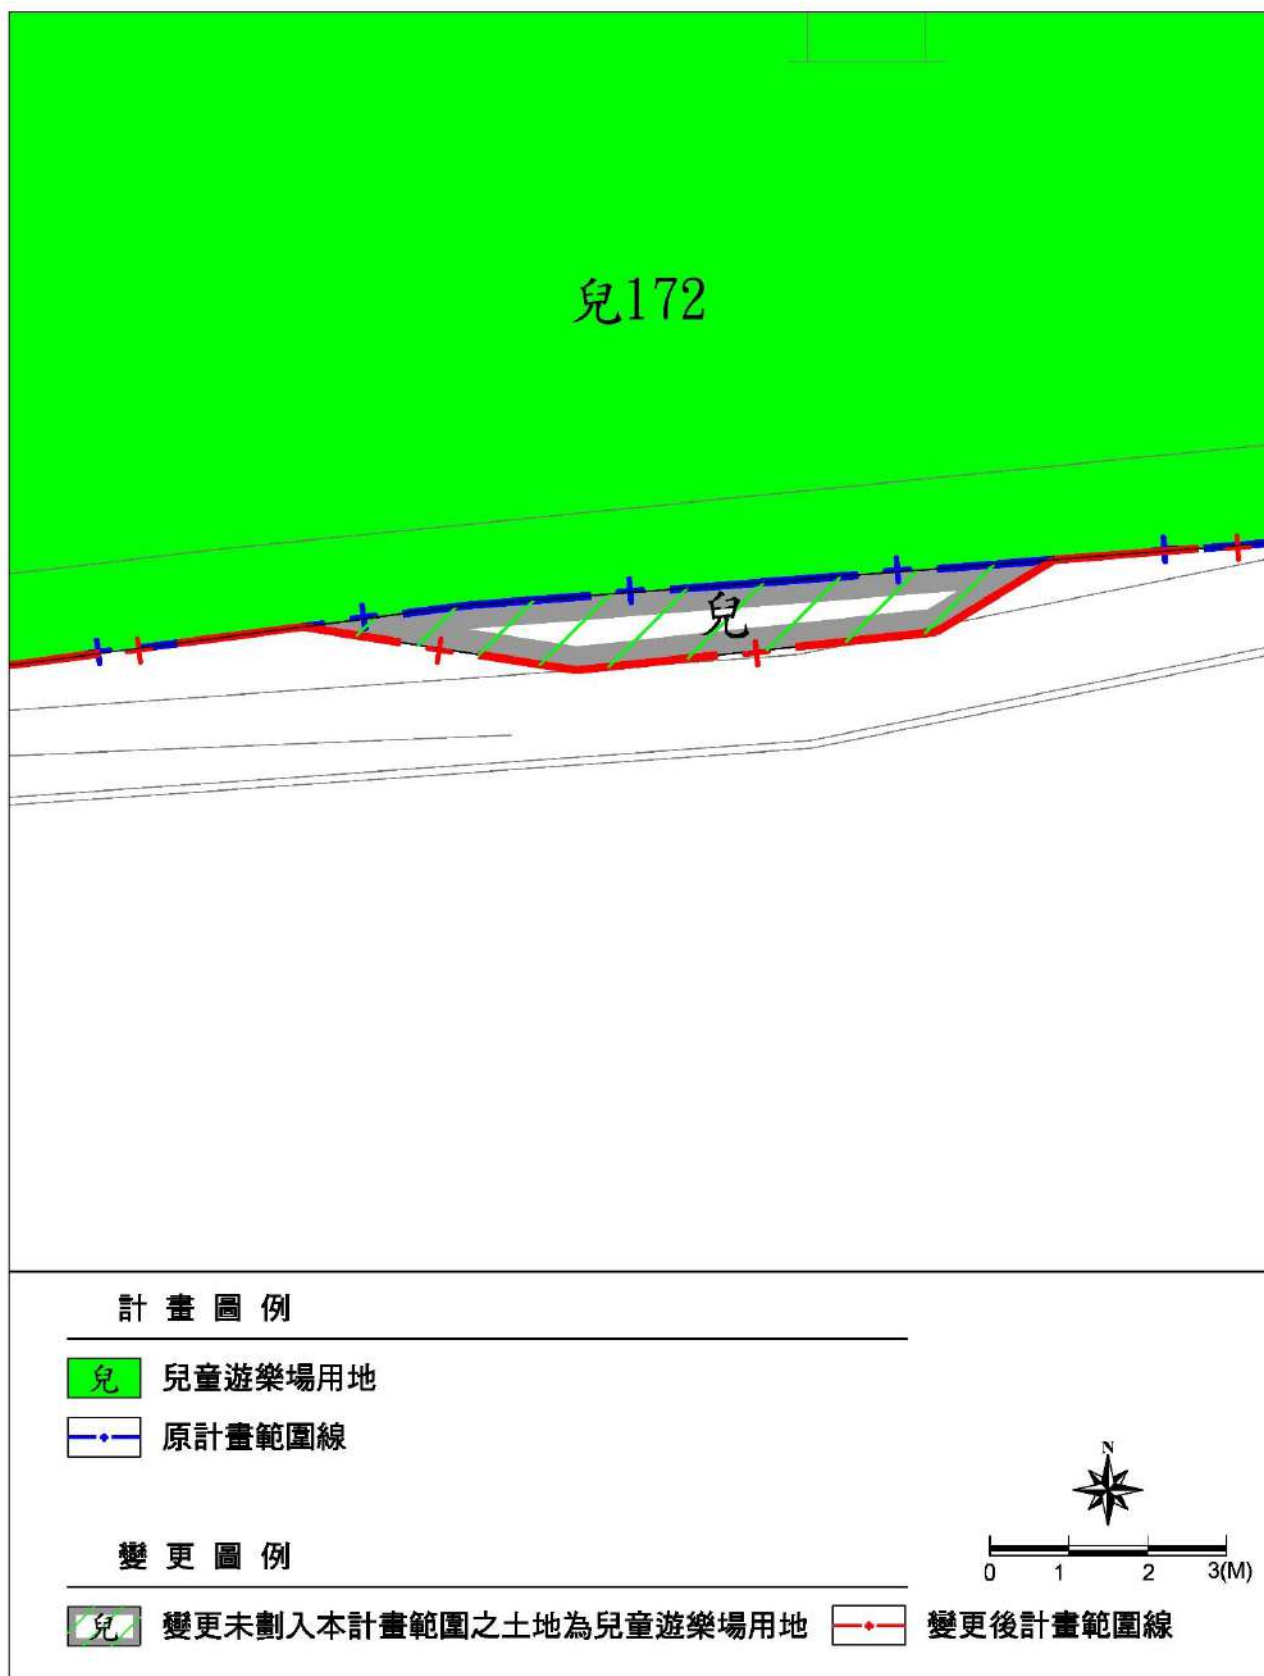 兒172
兒
計畫圖例
兒 兒童遊樂場用地
原計畫範圍線
N
0 1 2 3(M)
變更圖例
兒 變更未劃入本計畫範圍之土地為兒童遊樂場用地 變更後計畫範圍線